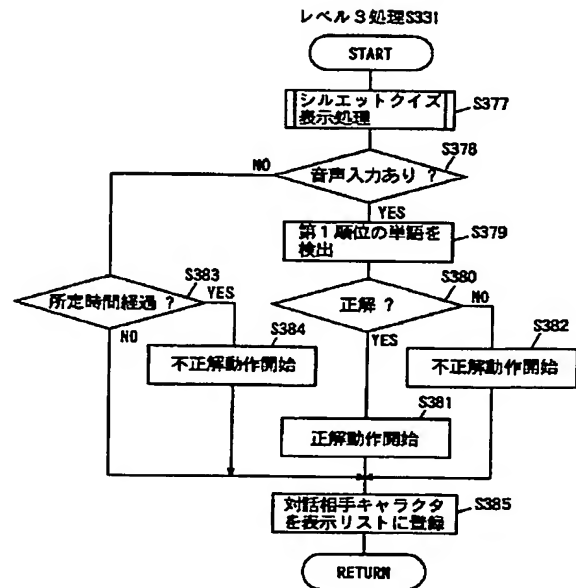 レベル3処理S331
START
シルエットクイズ
表示処理
S377
S378
NO
音声入力あり ?
YES
第1順位の単語を
検出
S379
S383
所定時間経過 ?
YES
NO
S380
正解 ?
NO
YES
S384
不正解動作開始
S382
不正解動作開始
S381
正解動作開始
対話相手キャラクタ
を表示リストに登録
S385
RETURN